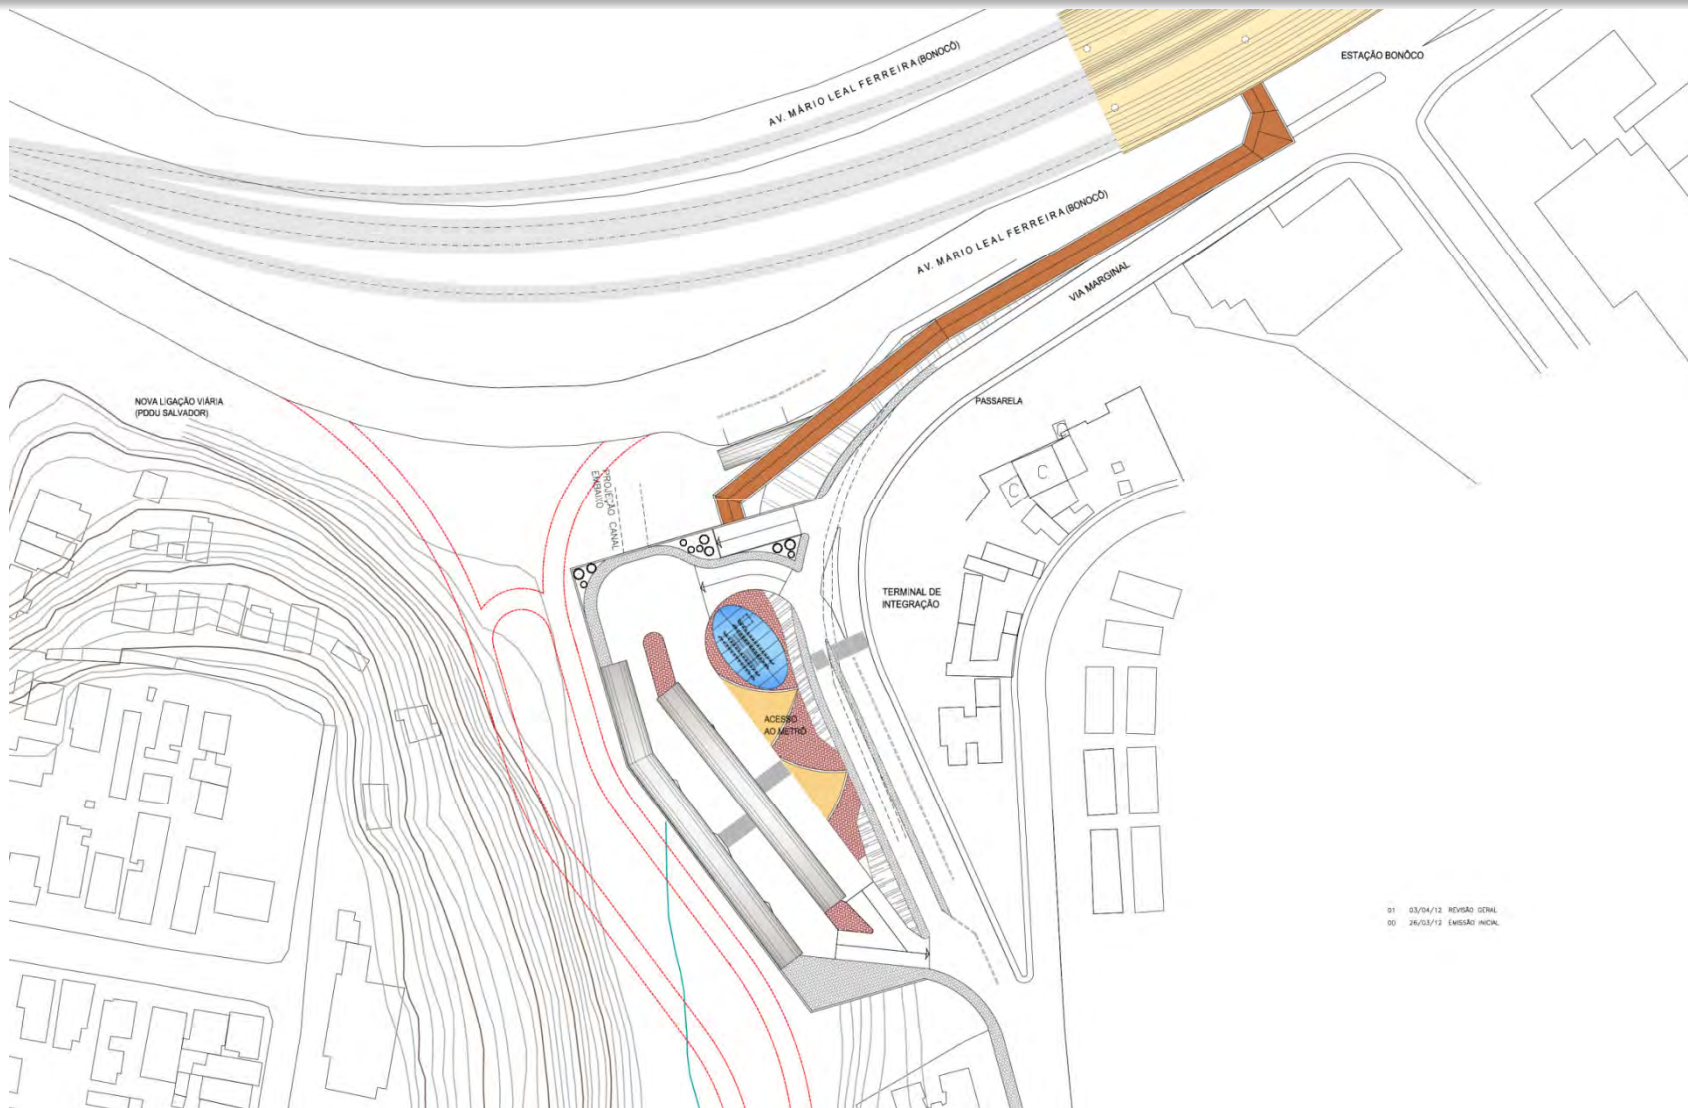 ESTAÇÃO BONÔCO
AV. MÁRIO LEAL FERREIRA (BONOCÔ)
AV. MÁRIO LEAL FERREIRA (BONOCÔ)
VIA MARGINAL
NOVA LIGAÇÃO VIÁRIA
(PDDU SALVADOR)
PASSARELA
PROJEÇÃO CANAL
EMBAIXO
TERMINAL DE
INTEGRAÇÃO
ACESSO
AO METRÔ
01 03/04/12 REVISÃO GERAL
00 26/03/12 EMISSÃO INICIAL